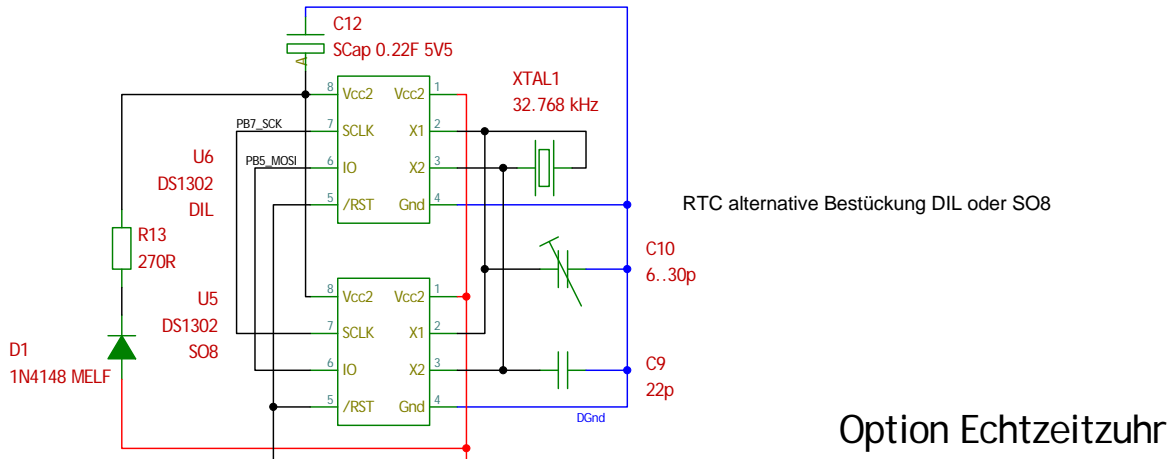 C12
SCap 0.22F 5V5
A
8 Vcc2 Vcc2 1
7 SCLK X1 2
6 IO X2 3
5 /RST Gnd 4
PB7_SCK
PB5_MOSI
U6
DS1302
DIL
XTAL1
32.768 kHz
RTC alternative Bestückung DIL oder SO8
R13
270R
C10
6..30p
U5
DS1302
SO8
8 Vcc2 Vcc2 1
7 SCLK X1 2
6 IO X2 3
5 /RST Gnd 4
D1
1N4148 MELF
C9
22p
DGnd
Option Echtzeitzuhr